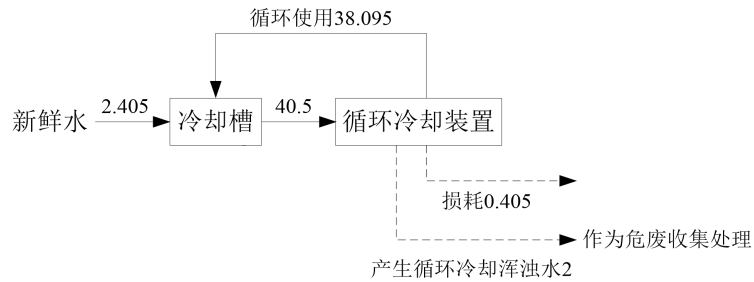 循环使用38.095
新鲜水
2.405
冷却槽
40.5
循环冷却装置
损耗0.405
作为危废收集处理
产生循环冷却浑浊水2